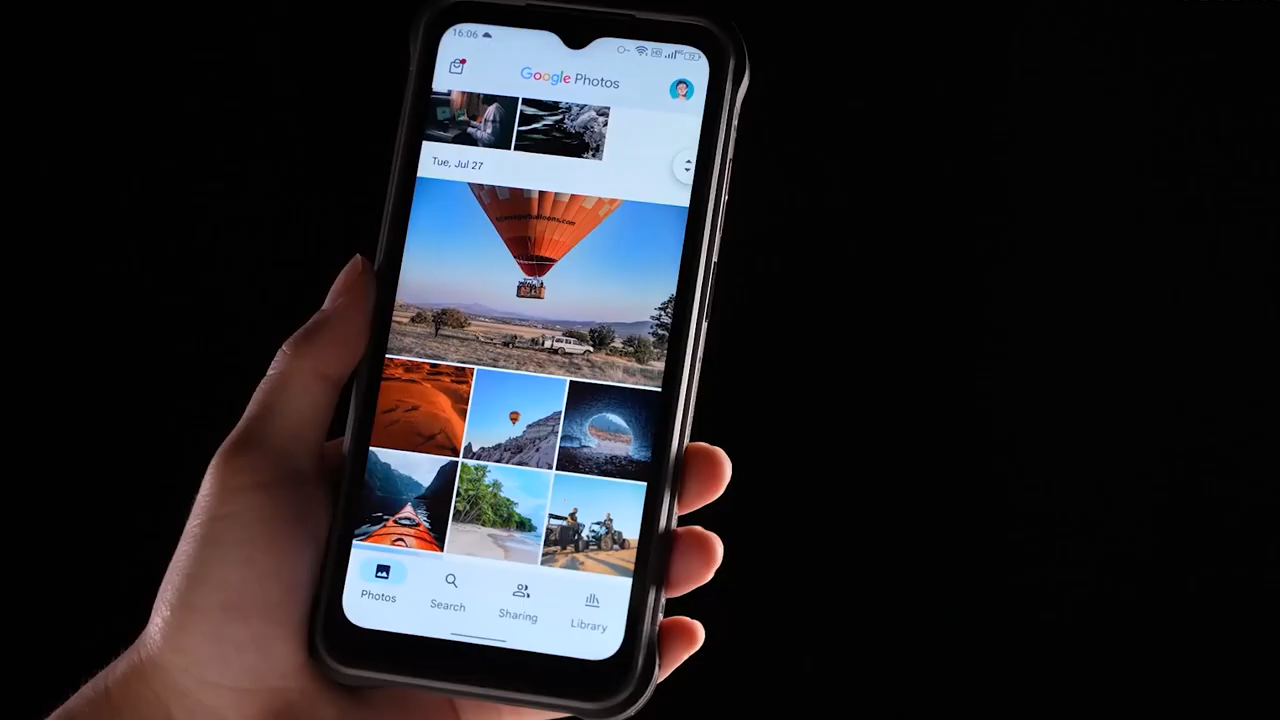 16:06
Google Photos
Tue, Jul 27
Photos
Search
Sharing
Library